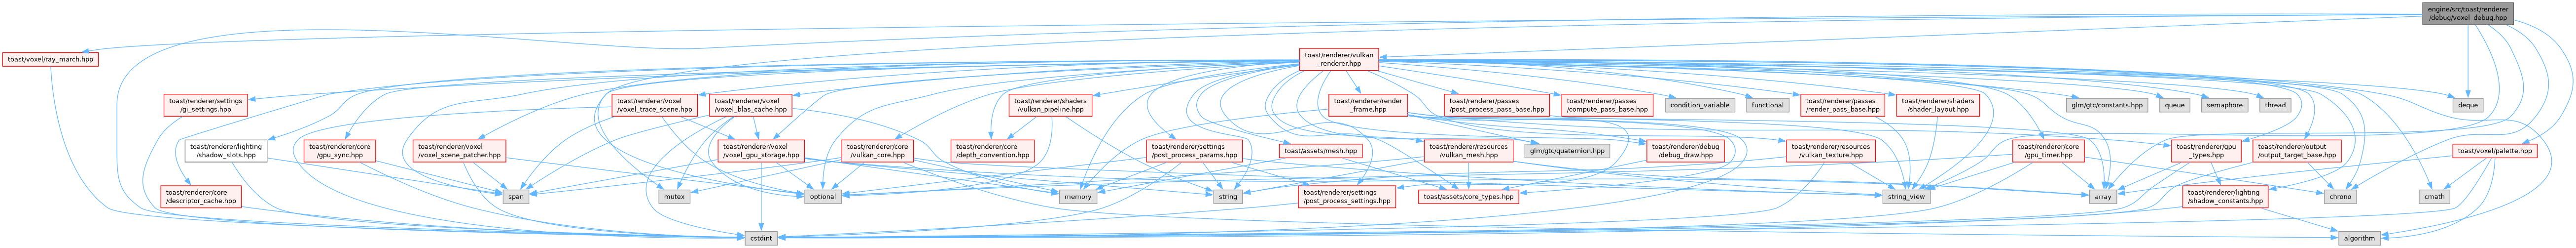 engine/src/toast/renderer
/debug/voxel_debug.hpp
toast/voxel/ray_march.hpp
toast/renderer/vulkan
_renderer.hpp
toast/renderer/settings
/gi_settings.hpp
toast/renderer/voxel
/voxel_trace_scene.hpp
toast/renderer/voxel
/voxel_blas_cache.hpp
toast/renderer/shaders
/vulkan_pipeline.hpp
toast/renderer/render
_frame.hpp
toast/renderer/passes
/post_process_pass_base.hpp
toast/renderer/passes
/compute_pass_base.hpp
condition_variable
functional
toast/renderer/passes
/render_pass_base.hpp
toast/renderer/shaders
/shader_layout.hpp
glm/gtc/constants.hpp
queue
semaphore
thread
deque
toast/renderer/lighting
/shadow_slots.hpp
toast/renderer/core
/gpu_sync.hpp
toast/renderer/voxel
/voxel_scene_patcher.hpp
toast/renderer/voxel
/voxel_gpu_storage.hpp
toast/renderer/core
/vulkan_core.hpp
toast/renderer/core
/depth_convention.hpp
toast/renderer/settings
/post_process_params.hpp
toast/assets/mesh.hpp
toast/renderer/resources
/vulkan_mesh.hpp
glm/gtc/quaternion.hpp
toast/renderer/debug
/debug_draw.hpp
toast/renderer/resources
/vulkan_texture.hpp
toast/renderer/core
/gpu_timer.hpp
toast/renderer/gpu
_types.hpp
toast/renderer/output
/output_target_base.hpp
toast/voxel/palette.hpp
toast/renderer/core
/descriptor_cache.hpp
span
mutex
optional
memory
string
toast/renderer/settings
/post_process_settings.hpp
toast/assets/core_types.hpp
string_view
array
toast/renderer/lighting
/shadow_constants.hpp
chrono
cmath
cstdint
algorithm